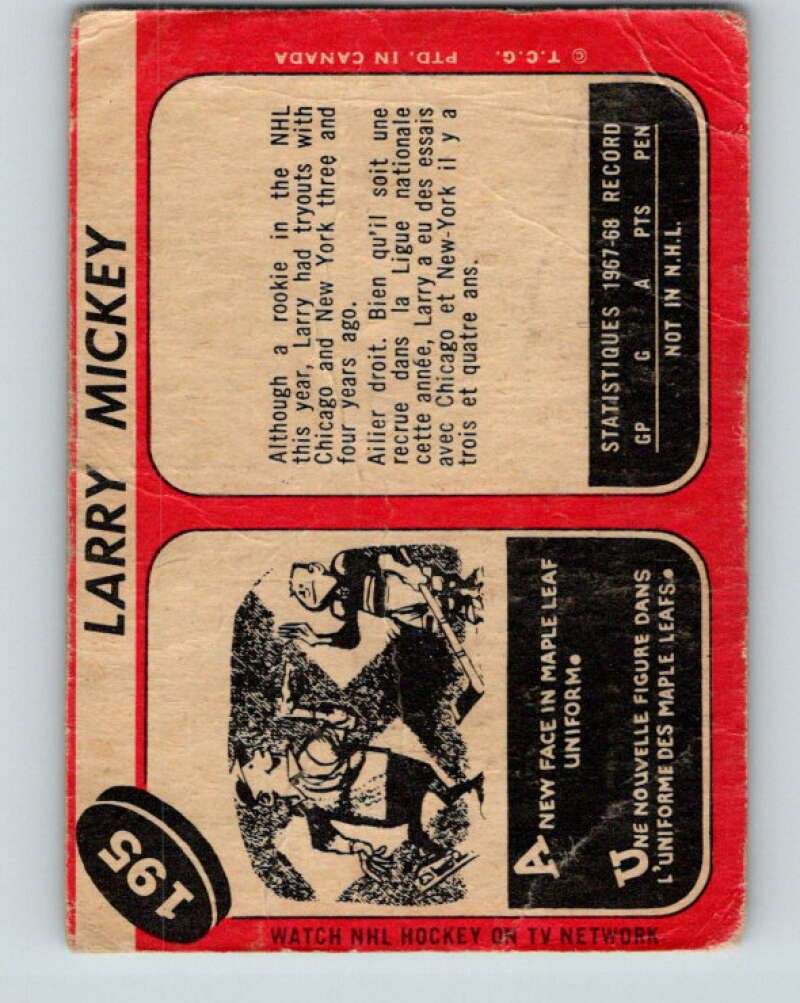 195
LARRY MICKEY
A NEW FACE IN MAPLE LEAF
UNIFORM.
UNE NOUVELLE FIGURE DANS
L'UNIFORME DES MAPLE LEAFS.
Although a rookie in the NHL
this year, Larry had tryouts with
Chicago and New York three and
four years ago.
Ailier droit. Bien qu'il soit une
recrue dans la Ligue nationale
cette année, Larry a eu des essais
avec Chicago et New-York il y a
trois et quatre ans.
STATISTIQUES 1967-68 RECORD
GP G A PTS PEN
NOT IN N.H.L.
WATCH NHL HOCKEY ON TV NETWORK
© T.C.G. PTD. IN CANADA